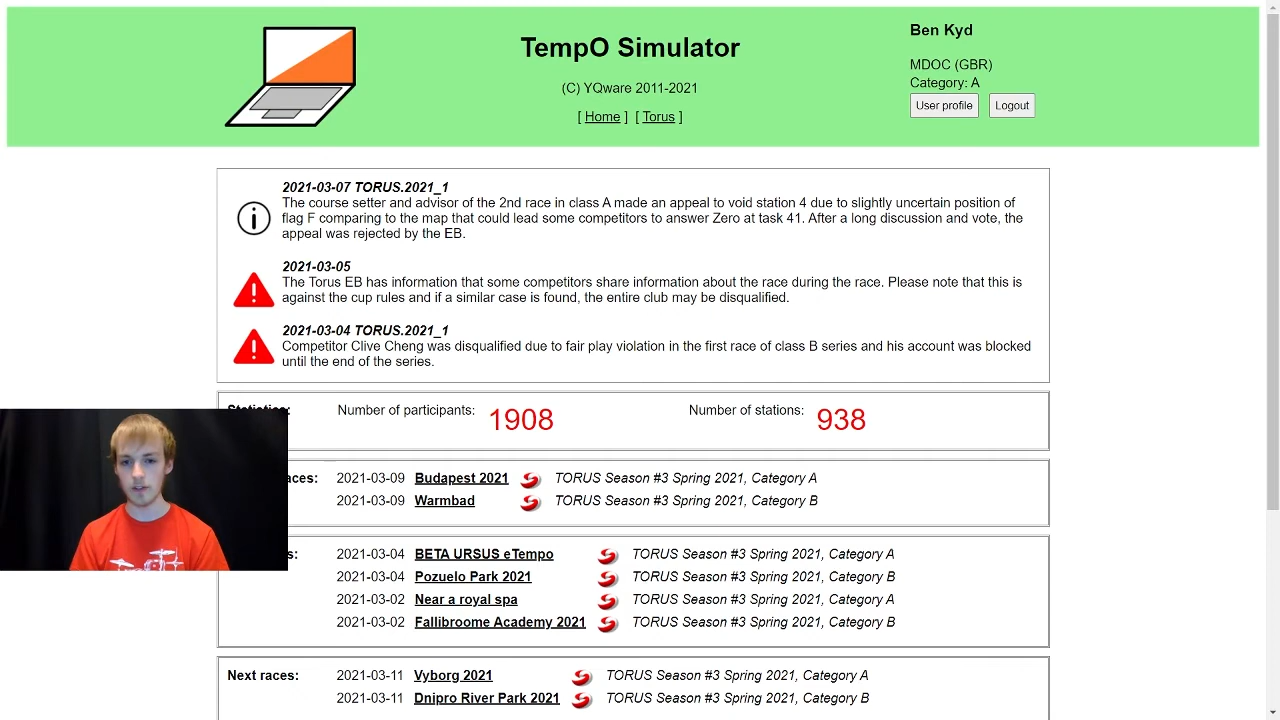 Ben Kyd
TempO Simulator
MDOC (GBR)
Category: A
(C) YQware 2011-2021
User profile Logout
[ Home ] [ Torus ]
2021-03-07 TORUS.2021_1
The course setter and advisor of the 2nd race in class A made an appeal to void station 4 due to slightly uncertain position of
flag F comparing to the map that could lead some competitors to answer Zero at task 41. After a long discussion and vote, the
appeal was rejected by the EB.
2021-03-05
The Torus EB has information that some competitors share information about the race during the race. Please note that this is
against the cup rules and if a similar case is found, the entire club may be disqualified.
2021-03-04 TORUS.2021_1
Competitor Clive Cheng was disqualified due to fair play violation in the first race of class B series and his account was blocked
until the end of the series.
Statistics: Number of participants: 1908 Number of stations: 938
2021-03-09 Budapest 2021 TORUS Season #3 Spring 2021, Category A
2021-03-09 Warmbad TORUS Season #3 Spring 2021, Category B
2021-03-04 BETA URSUS eTempo TORUS Season #3 Spring 2021, Category A
2021-03-04 Pozuelo Park 2021 TORUS Season #3 Spring 2021, Category B
2021-03-02 Near a royal spa TORUS Season #3 Spring 2021, Category A
2021-03-02 Fallibroome Academy 2021 TORUS Season #3 Spring 2021, Category B
Next races: 2021-03-11 Vyborg 2021 TORUS Season #3 Spring 2021, Category A
2021-03-11 Dnipro River Park 2021 TORUS Season #3 Spring 2021, Category B